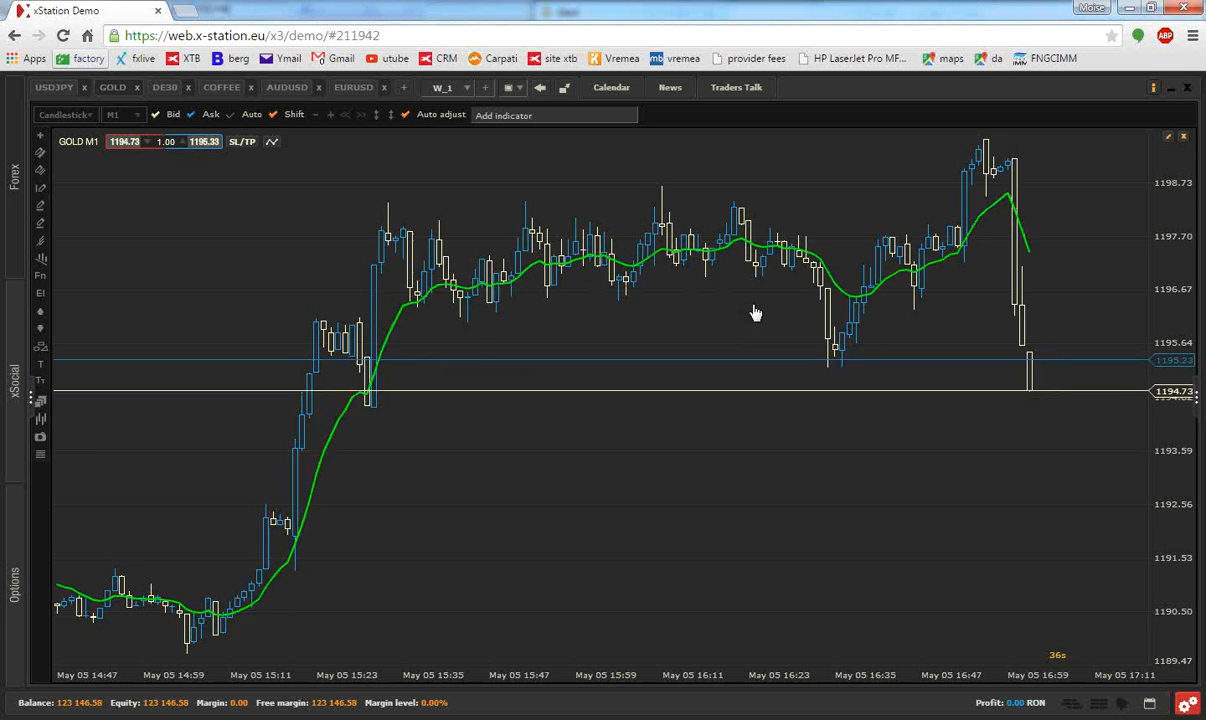 xStation Demo
Moise
https://web.x-station.eu/x3/demo/#211942
Apps factory fxlive XTB berg Ymail Gmail utube CRM Carpati site xtb Vremea vremea provider fees HP LaserJet Pro MF... maps da FNGCIMM
USDJPY GOLD DE30 COFFEE AUDUSD EURUSD W_1 Calendar News Traders Talk
Candlestick M1 Bid Ask Auto Shift Auto adjust Add indicator
GOLD M1 1194.73 1.00 1195.33 SL/TP
Forex
xSocial
Options
Fn
EI
T
1198.73
1197.70
1196.67
1195.64
1195.33
1194.73
1193.59
1192.56
1191.53
1190.50
1189.47
36s
May 05 14:47 May 05 14:59 May 05 15:11 May 05 15:23 May 05 15:35 May 05 15:47 May 05 15:59 May 05 16:11 May 05 16:23 May 05 16:35 May 05 16:47 May 05 16:59 May 05 17:11
Balance: 123 146.58 Equity: 123 146.58 Margin: 0.00 Free margin: 123 146.58 Margin level: 0.00% Profit: 0.00 RON